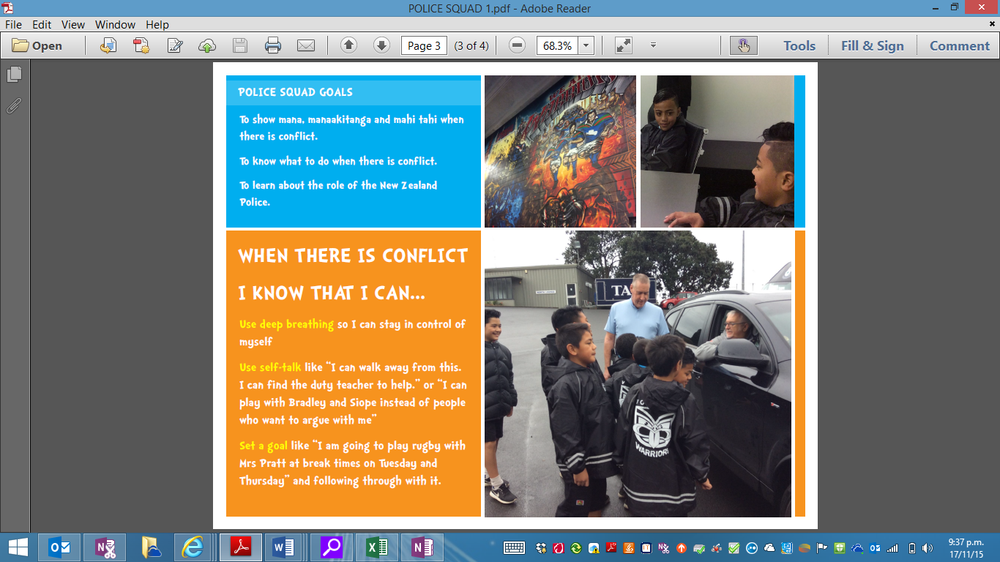 POLICE SQUAD 1.pdf - Adobe Reader
File Edit View Window Help
Open
Page 3
(3 of 4)
68.3%
Tools
Fill & Sign
Comment
POLICE SQUAD GOALS
To show mana, manaakitanga and mahi tahi when
there is conflict.
To know what to do when there is conflict.
To learn about the role of the New Zealand
Police.
WHEN THERE IS CONFLICT
I KNOW THAT I CAN...
Use deep breathing so I can stay in control of
myself
Use self-talk like “I can walk away from this.
I can find the duty teacher to help.” or “I can
play with Bradley and Siope instead of people
who want to argue with me”
Set a goal like “I am going to play rugby with
Mrs Pratt at break times on Tuesday and
Thursday” and following through with it.
TA
WARRIORS
9:37 p.m.
17/11/15